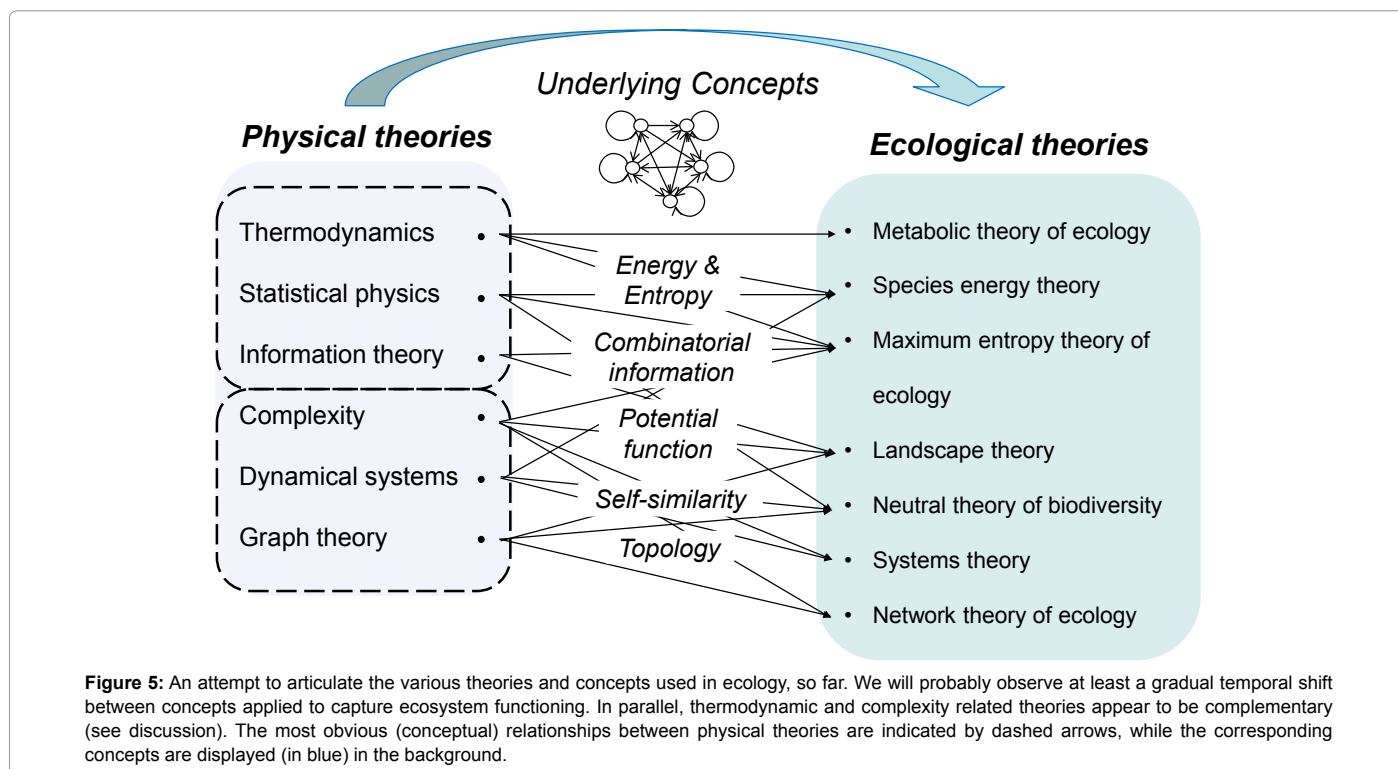 Underlying Concepts
Physical theories
Ecological theories
Thermodynamics
Statistical physics
Information theory
Complexity
Dynamical systems
Graph theory
Energy &
Entropy
Combinatorial
information
Potential
function
Self-similarity
Topology
• Metabolic theory of ecology
• Species energy theory
• Maximum entropy theory of
ecology
• Landscape theory
• Neutral theory of biodiversity
• Systems theory
• Network theory of ecology
Figure 5: An attempt to articulate the various theories and concepts used in ecology, so far. We will probably observe at least a gradual temporal shift
between concepts applied to capture ecosystem functioning. In parallel, thermodynamic and complexity related theories appear to be complementary
(see discussion). The most obvious (conceptual) relationships between physical theories are indicated by dashed arrows, while the corresponding
concepts are displayed (in blue) in the background.